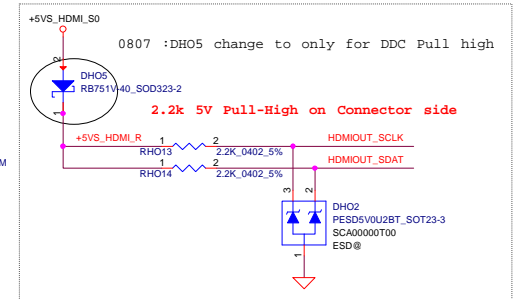 +5VS_HDMI_S0
0807 :DHO5 change to only for DDC Pull high
2
DHO5
RB751V-40_SOD323-2
1
2.2k 5V Pull-High on Connector side
+5VS_HDMI_R 1 2 HDMIOUT_SCLK
RHO13 2.2K_0402_5%
1 2 HDMIOUT_SDAT
M
RHO14 2.2K_0402_5%
3 2
DHO2
PESD5V0U2BT_SOT23-3
SCA00000T00
ESD@
1